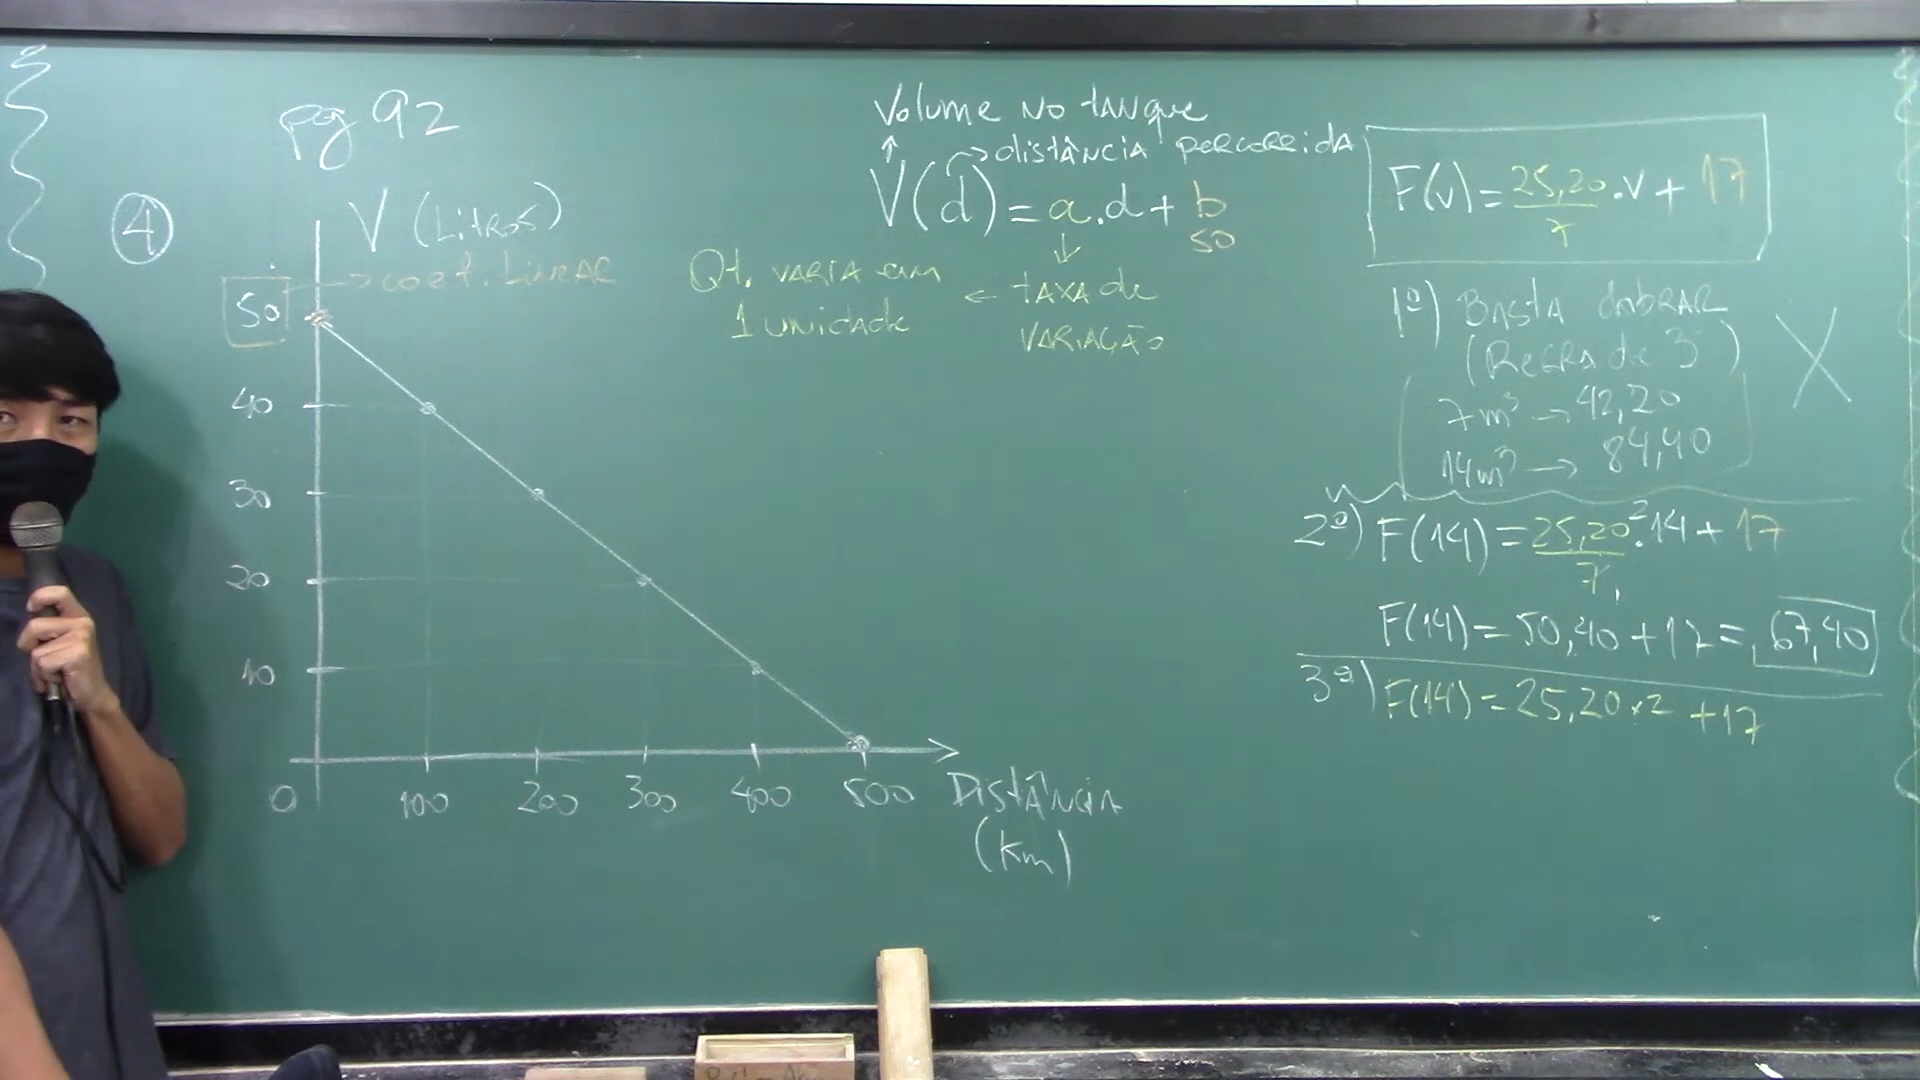 pg 92
4
V (Litros)
50 → coef. Linear
40
30
20
10
0 100 200 300 400 500 Distância
(km)
Volume no tanque
↑ → distância percorrida
V(d) = a.d + b
50
↓
Qt. varia em ← taxa de
1 unidade variação
F(v) = 25,20/7 . v + 17
1º) Basta dobrar
(Regra de 3) X
7m³ → 42,20
14m³ → 84,40
2º) F(14) = 25,20/7 ² . 14 + 17
1
F(14) = 50,40 + 17 = 67,40
3º) F(14) = 25,20 x 2 + 17